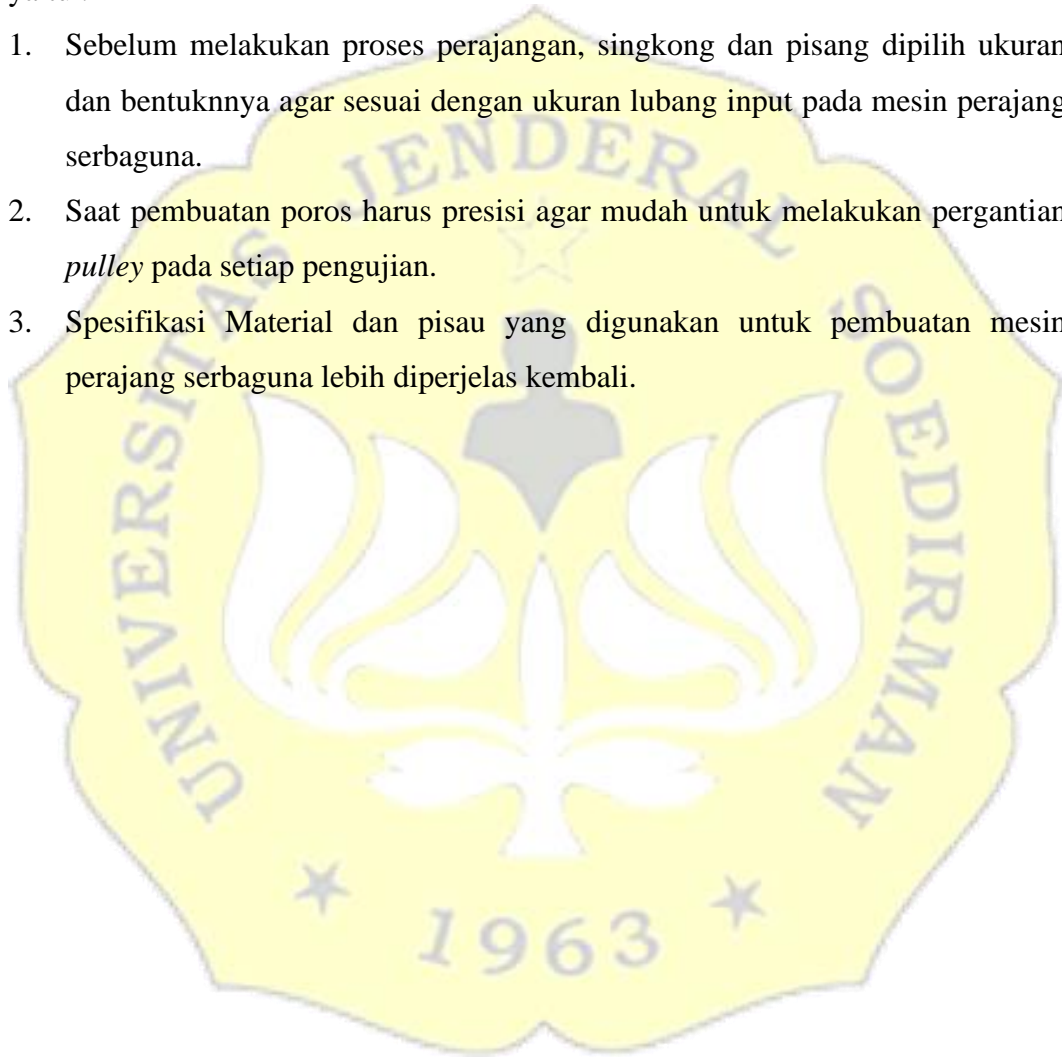 1. Sebelum melakukan proses perajangan, singkong dan pisang dipilih ukuran
dan bentuknnya agar sesuai dengan ukuran lubang input pada mesin perajang
serbaguna.
2. Saat pembuatan poros harus presisi agar mudah untuk melakukan pergantian
pulley pada setiap pengujian.
3. Spesifikasi Material dan pisau yang digunakan untuk pembuatan mesin
perajang serbaguna lebih diperjelas kembali.
UNIVERSITAS JENDERAL SOEDIRMAN
1963